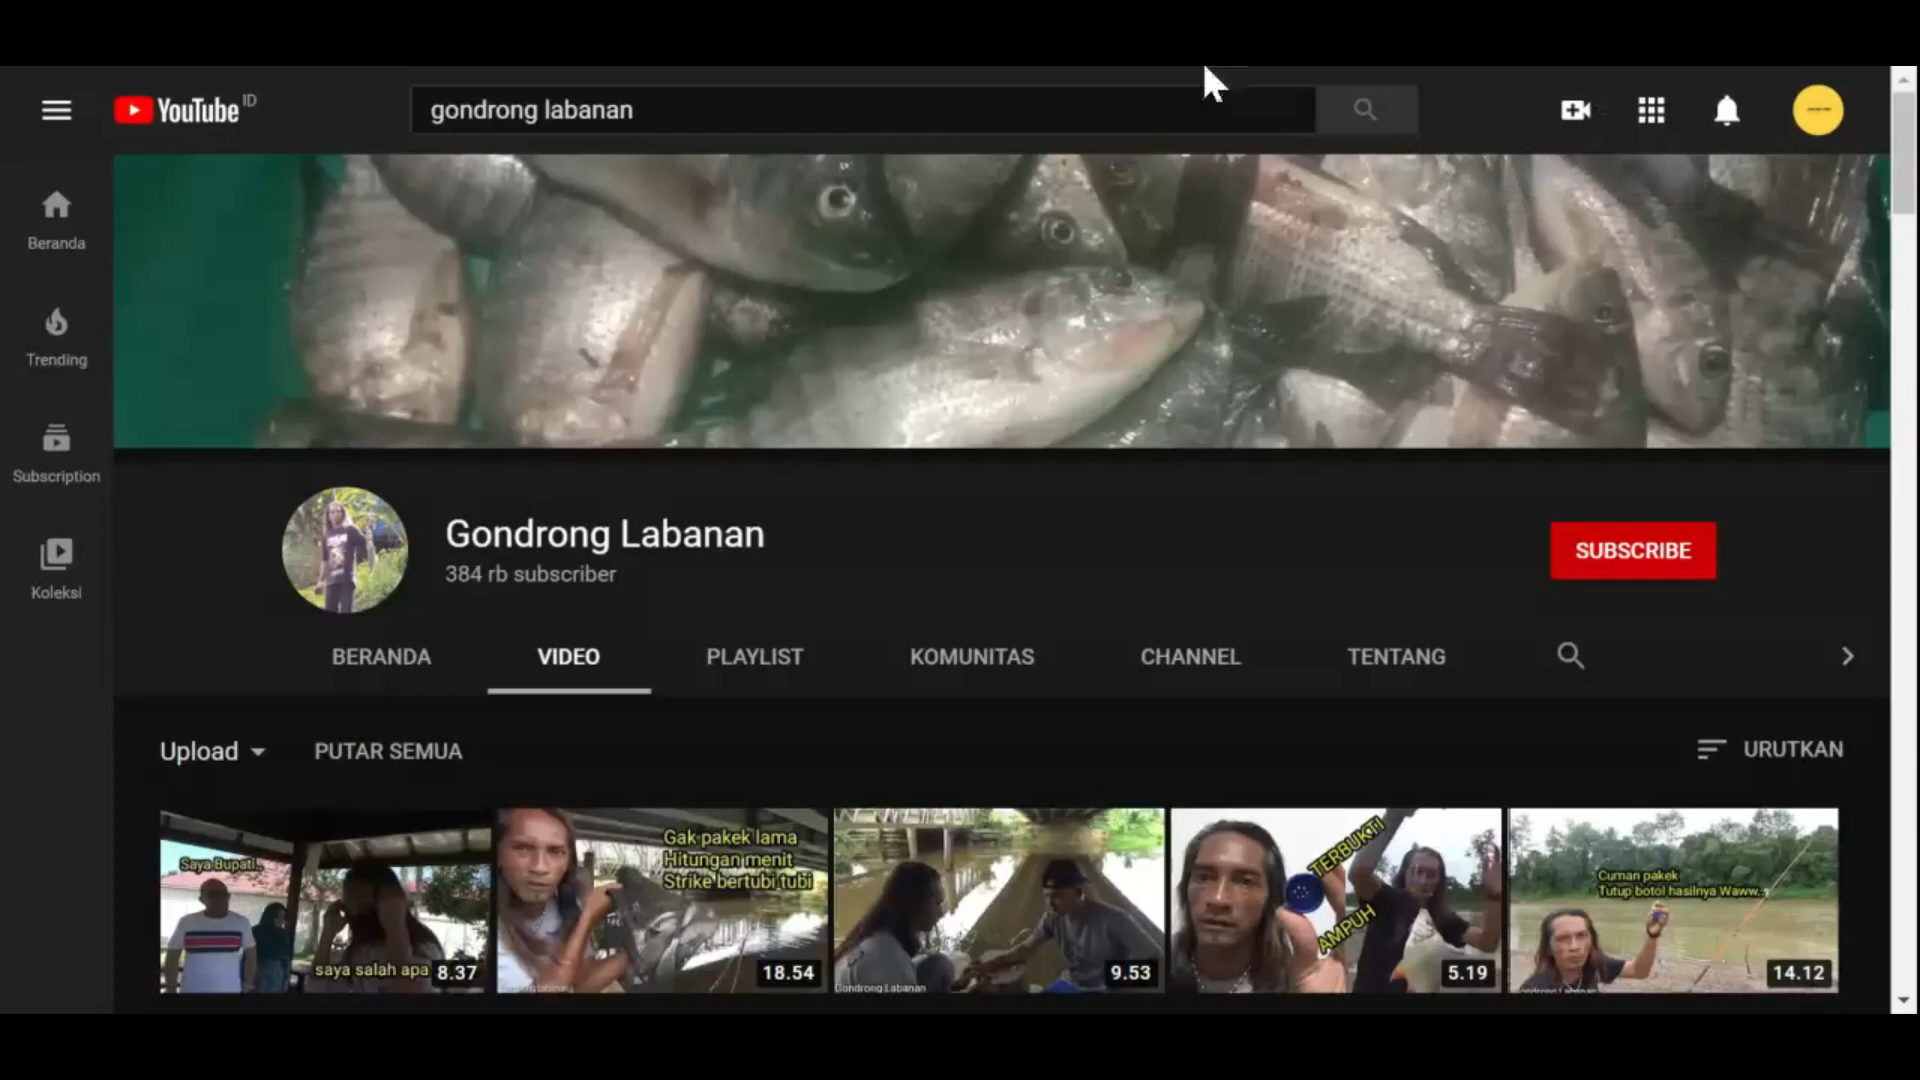 YouTube ID
gondrong labanan
Beranda
Trending
Subscription
Koleksi
Gondrong Labanan
384 rb subscriber
SUBSCRIBE
BERANDA
VIDEO
PLAYLIST
KOMUNITAS
CHANNEL
TENTANG
Upload
PUTAR SEMUA
URUTKAN
Saya Bupati..
saya salah apa
8.37
Gak pakek lama
Hitungan menit
Strike bertubi tubi
18.54
Gondrong Labanan
9.53
TERBUKTI
AMPUH
5.19
Cuman pakek
Tutup botol hasilnya Waww..
14.12